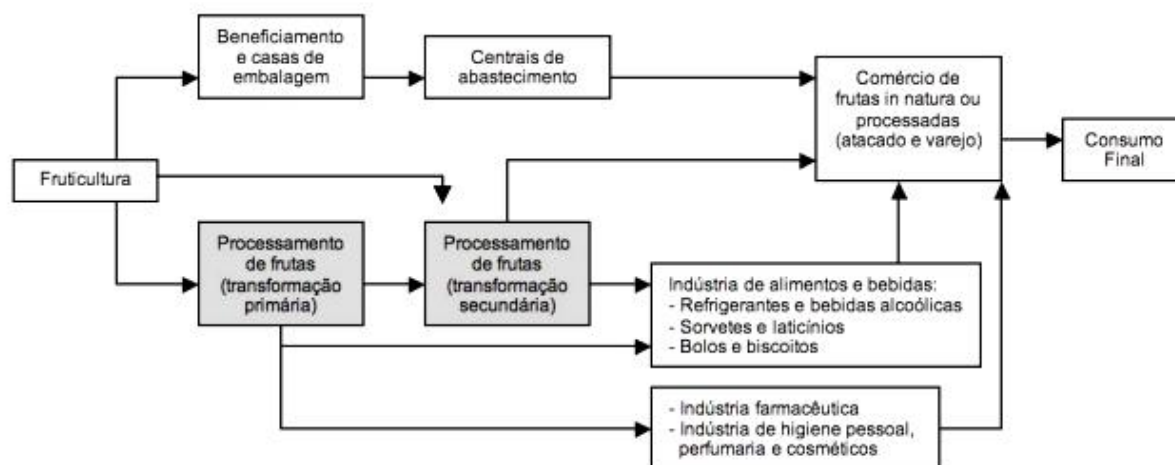 Beneficiamento
e casas de
embalagem
Centrais de
abastecimento
Comércio de
frutas in natura ou
processadas
(atacado e varejo)
Consumo
Final
Fruticultura
Processamento
de frutas
(transformação
primária)
Processamento
de frutas
(transformação
secundária)
Indústria de alimentos e bebidas:
- Refrigerantes e bebidas alcoólicas
- Sorvetes e laticínios
- Bolos e biscoitos
- Indústria farmacêutica
- Indústria de higiene pessoal,
perfumaria e cosméticos